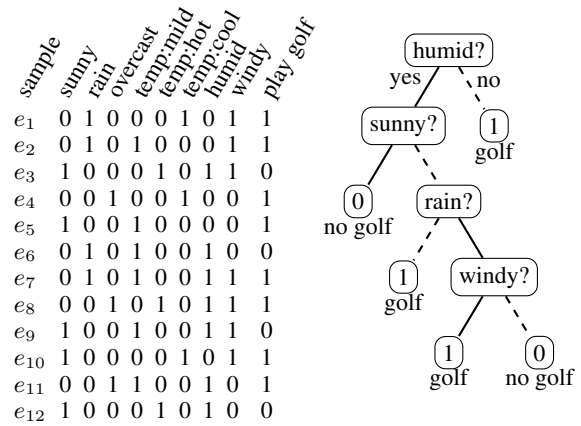 sample sunny rain overcast temp:mild temp:hot temp:cool humid windy play golf
e1 0 1 0 0 0 1 0 1 1
e2 0 1 0 1 0 0 0 1 1
e3 1 0 0 0 1 0 1 1 0
e4 0 0 1 0 0 1 0 0 1
e5 1 0 0 1 0 0 0 0 1
e6 0 1 0 1 0 0 1 0 0
e7 0 1 0 1 0 0 1 1 1
e8 0 0 1 0 1 0 1 1 1
e9 1 0 0 1 0 0 1 1 0
e10 1 0 0 0 0 1 0 1 1
e11 0 0 1 1 0 0 1 0 1
e12 1 0 0 0 1 0 1 0 0
humid?
yes no
sunny? 1
golf
0 rain?
no golf
1 windy?
golf
1 0
golf no golf